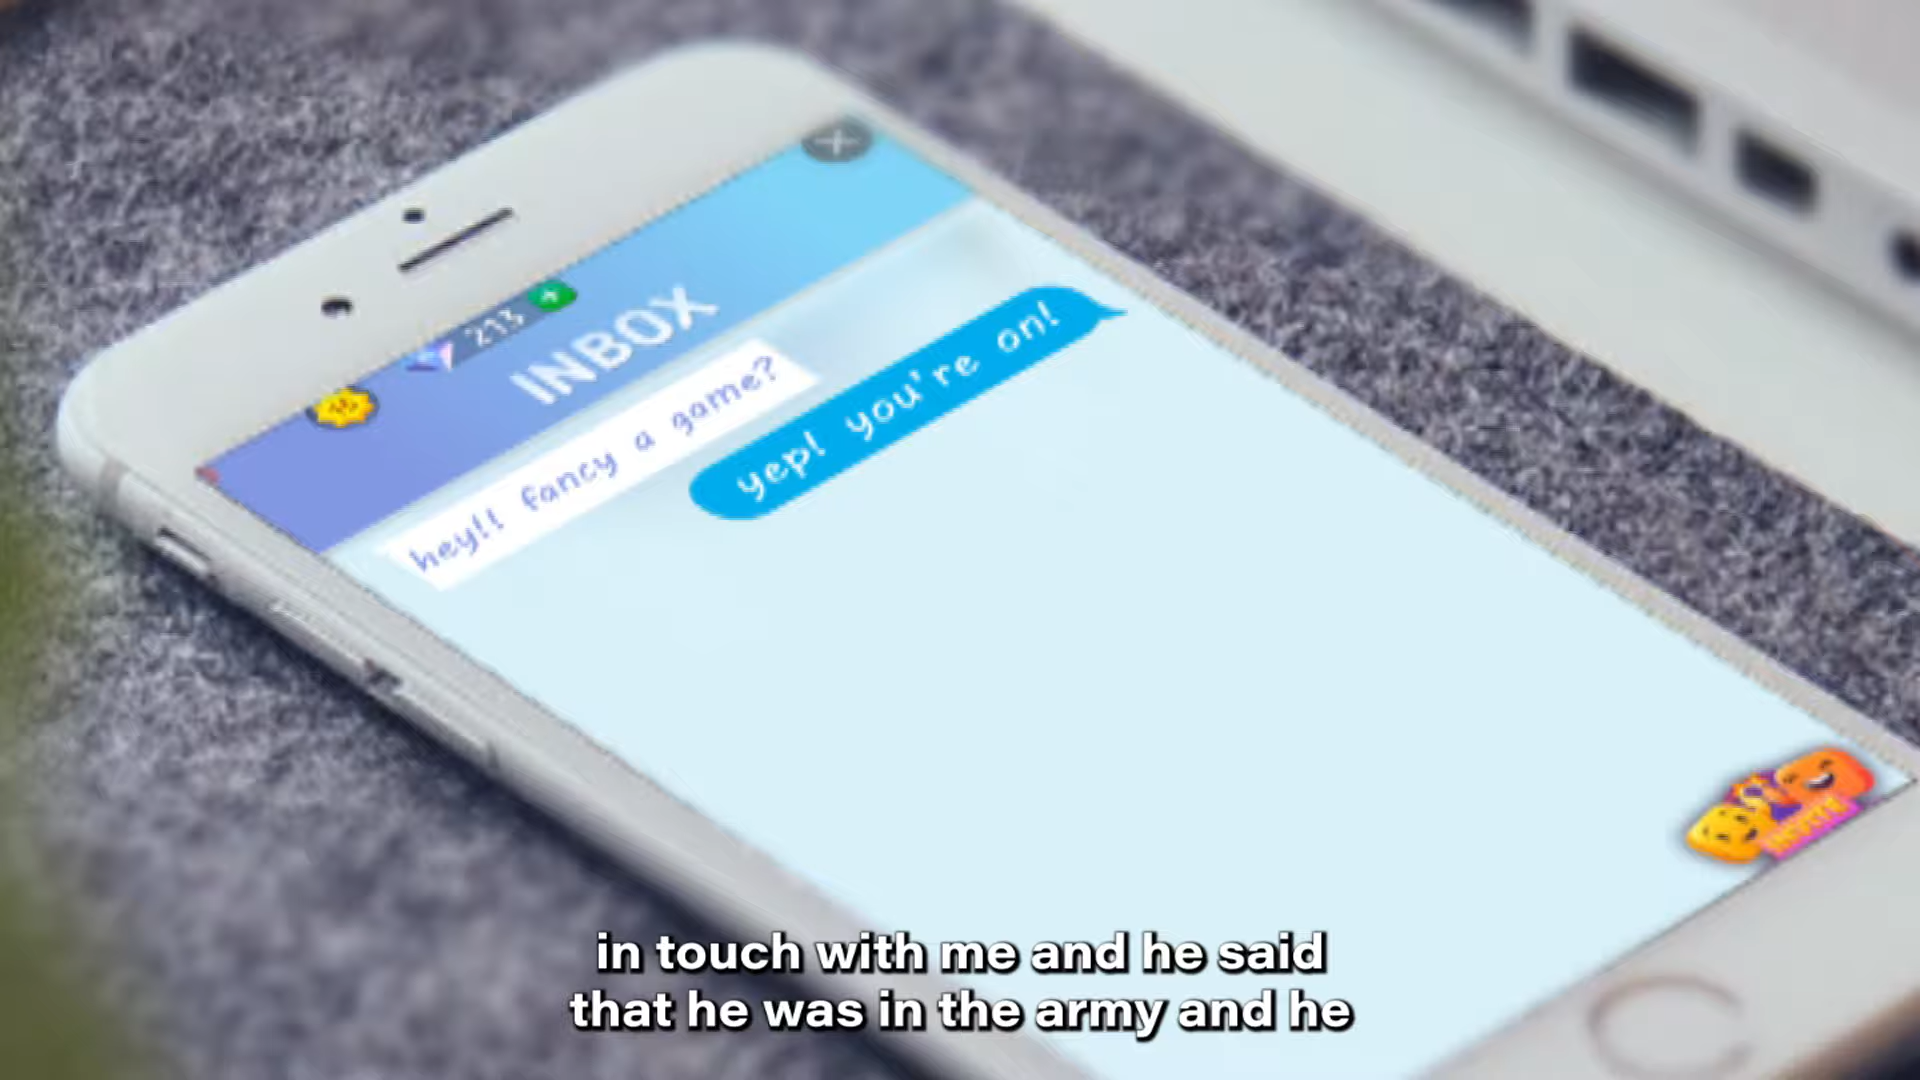 213
INBOX
hey!! fancy a game?
yep! you're on!
in touch with me and he said
that he was in the army and he